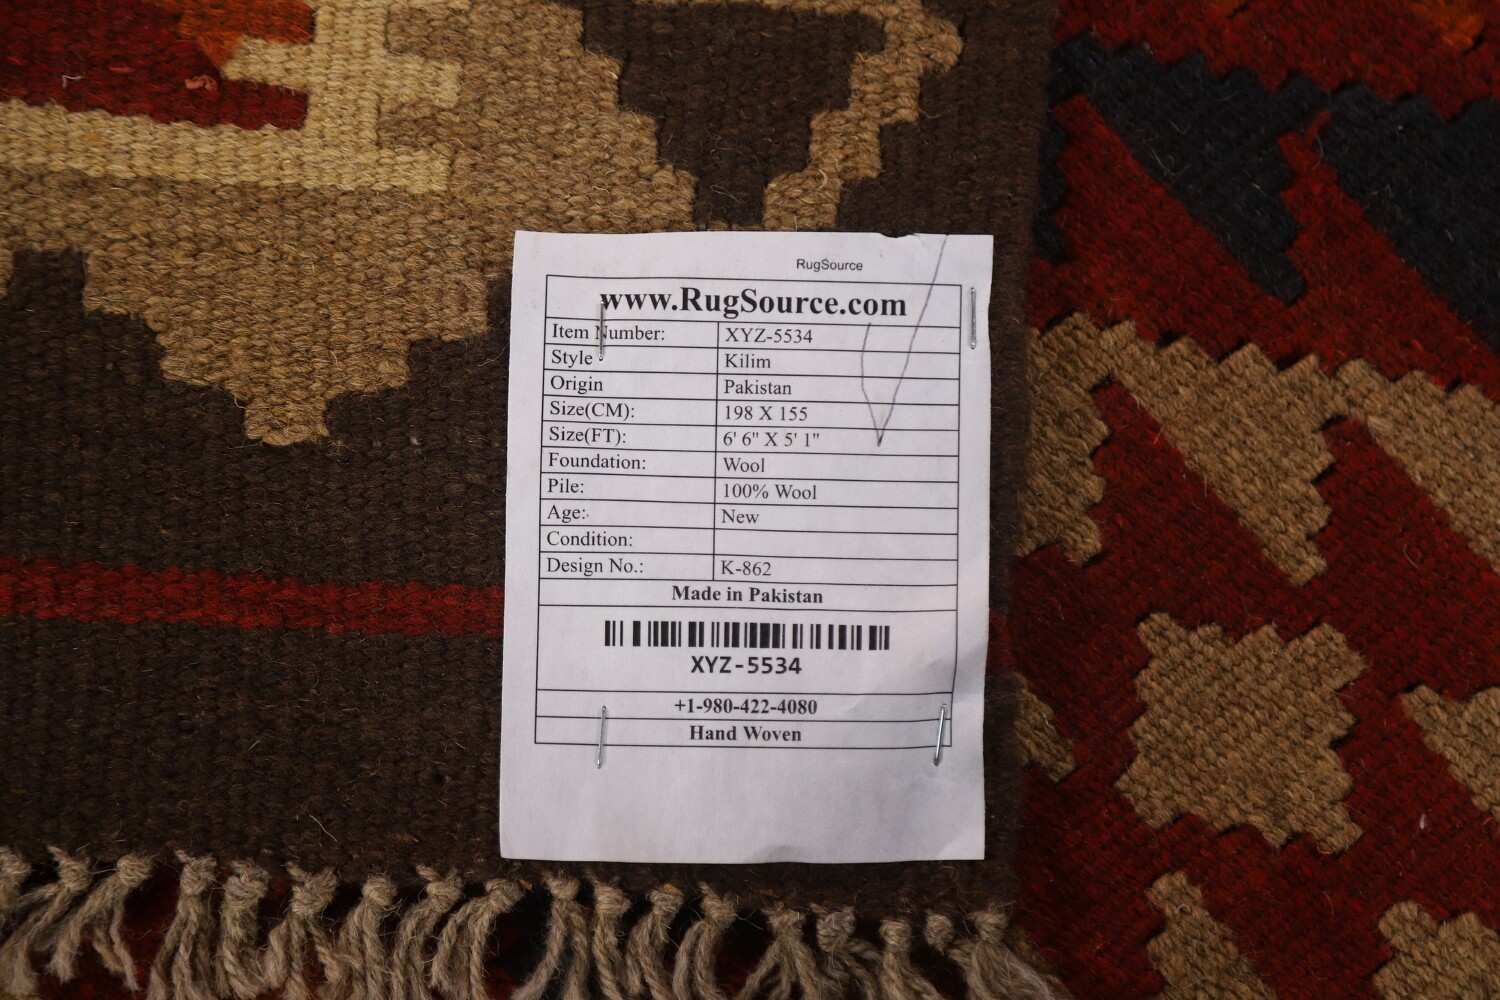 RugSource
www.RugSource.com
Item Number: XYZ-5534
Style Kilim
Origin Pakistan
Size(CM): 198 X 155
Size(FT): 6' 6" X 5' 1"
Foundation: Wool
Pile: 100% Wool
Age: New
Condition:
Design No.: K-862
Made in Pakistan
XYZ-5534
+1-980-422-4080
Hand Woven